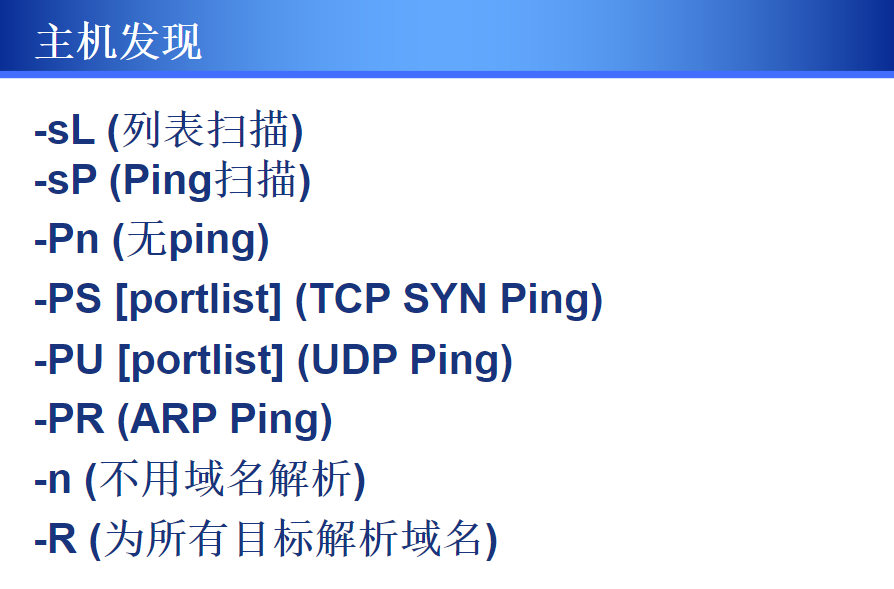 主机发现
-sL (列表扫描)
-sP (Ping扫描)
-Pn (无ping)
-PS [portlist] (TCP SYN Ping)
-PU [portlist] (UDP Ping)
-PR (ARP Ping)
-n (不用域名解析)
-R (为所有目标解析域名)